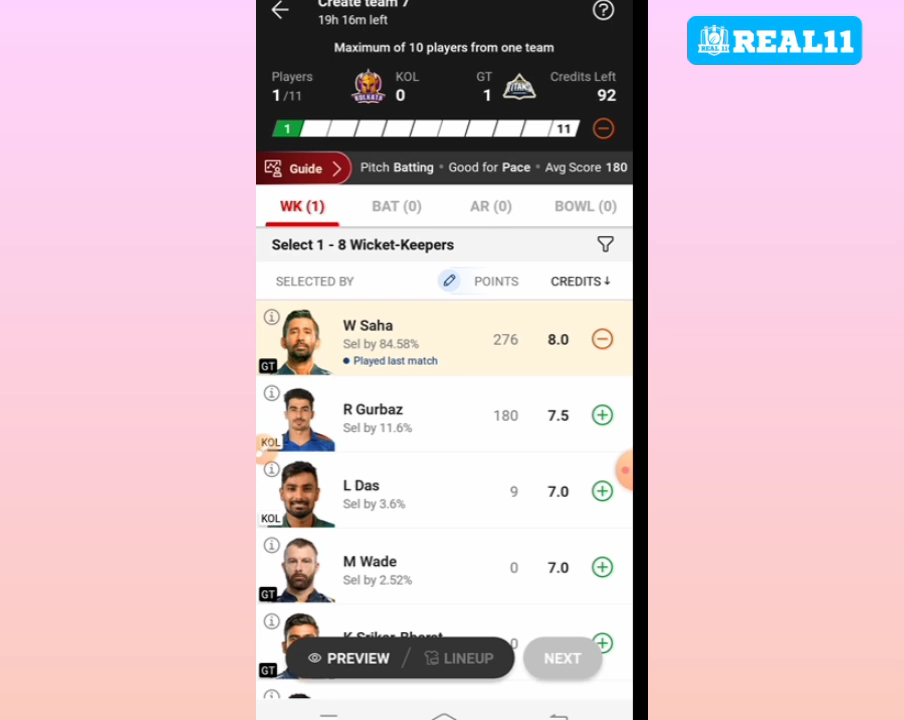 Create team 7
19h 16m left
REAL11
Maximum of 10 players from one team
Players KOL GT Credits Left
1/11 0 1 92
1 11
Guide Pitch Batting • Good for Pace • Avg Score 180
WK (1) BAT (0) AR (0) BOWL (0)
Select 1 - 8 Wicket-Keepers
SELECTED BY POINTS CREDITS↓
W Saha
Sel by 84.58% 276 8.0
Played last match
GT
R Gurbaz
Sel by 11.6% 180 7.5
KOL
L Das
Sel by 3.6% 9 7.0
KOL
M Wade
Sel by 2.52% 0 7.0
GT
K Srikar Bharat
0
PREVIEW / LINEUP NEXT
GT